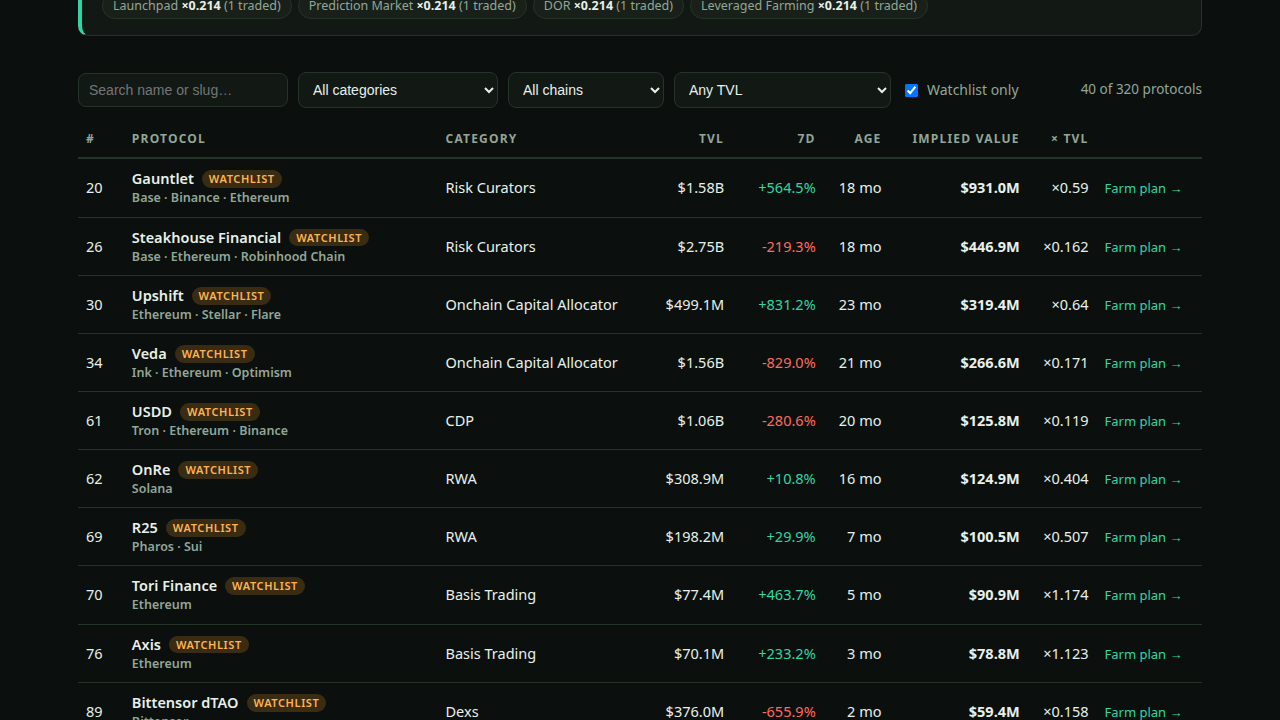 Launchpad ×0.214 (1 traded) Prediction Market ×0.214 (1 traded) DOR ×0.214 (1 traded) Leveraged Farming ×0.214 (1 traded)
Search name or slug… All categories All chains Any TVL Watchlist only 40 of 320 protocols
# PROTOCOL CATEGORY TVL 7D AGE IMPLIED VALUE × TVL
20 Gauntlet WATCHLIST Risk Curators $1.58B +564.5% 18 mo $931.0M ×0.59 Farm plan →
Base · Binance · Ethereum
26 Steakhouse Financial WATCHLIST Risk Curators $2.75B -219.3% 18 mo $446.9M ×0.162 Farm plan →
Base · Ethereum · Robinhood Chain
30 Upshift WATCHLIST Onchain Capital Allocator $499.1M +831.2% 23 mo $319.4M ×0.64 Farm plan →
Ethereum · Stellar · Flare
34 Veda WATCHLIST Onchain Capital Allocator $1.56B -829.0% 21 mo $266.6M ×0.171 Farm plan →
Ink · Ethereum · Optimism
61 USDD WATCHLIST CDP $1.06B -280.6% 20 mo $125.8M ×0.119 Farm plan →
Tron · Ethereum · Binance
62 OnRe WATCHLIST RWA $308.9M +10.8% 16 mo $124.9M ×0.404 Farm plan →
Solana
69 R25 WATCHLIST RWA $198.2M +29.9% 7 mo $100.5M ×0.507 Farm plan →
Pharos · Sui
70 Tori Finance WATCHLIST Basis Trading $77.4M +463.7% 5 mo $90.9M ×1.174 Farm plan →
Ethereum
76 Axis WATCHLIST Basis Trading $70.1M +233.2% 3 mo $78.8M ×1.123 Farm plan →
Ethereum
89 Bittensor dTAO WATCHLIST Dexs $376.0M -655.9% 2 mo $59.4M ×0.158 Farm plan →